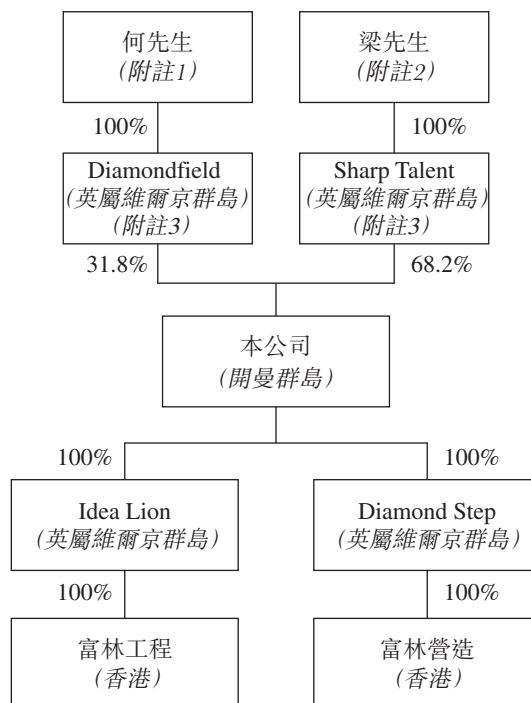 何先生
(附註1)
梁先生
(附註2)
100%
100%
Diamondfield
(英屬維爾京群島)
(附註3)
Sharp Talent
(英屬維爾京群島)
(附註3)
31.8%
68.2%
本公司
(開曼群島)
100%
100%
Idea Lion
(英屬維爾京群島)
Diamond Step
(英屬維爾京群島)
100%
100%
富林工程
(香港)
富林營造
(香港)